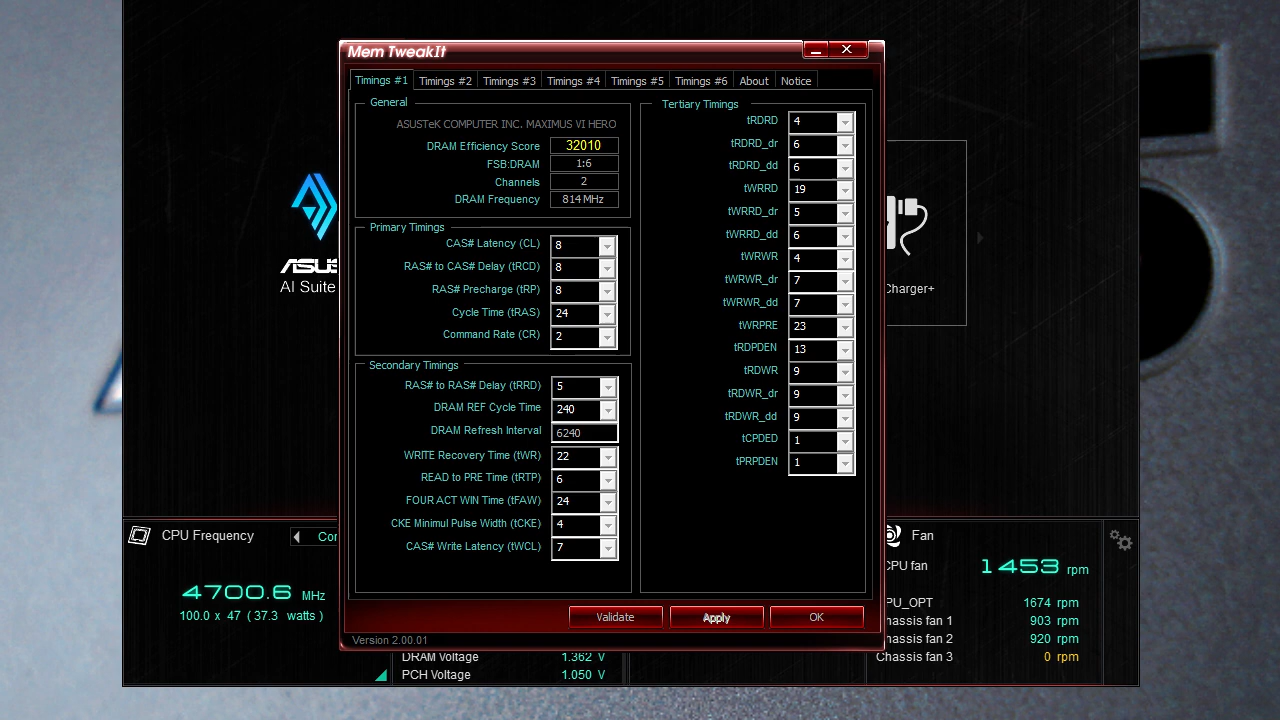 Mem TweakIt
Timings #1 Timings #2 Timings #3 Timings #4 Timings #5 Timings #6 About Notice
General
ASUSTeK COMPUTER INC. MAXIMUS VI HERO
DRAM Efficiency Score 32010
FSB:DRAM 1:6
Channels 2
DRAM Frequency 814 MHz
Primary Timings
CAS# Latency (CL) 8
RAS# to CAS# Delay (tRCD) 8
RAS# Precharge (tRP) 8
Cycle Time (tRAS) 24
Command Rate (CR) 2
Secondary Timings
RAS# to RAS# Delay (tRRD) 5
DRAM REF Cycle Time 240
DRAM Refresh Interval 6240
WRITE Recovery Time (tWR) 22
READ to PRE Time (tRTP) 6
FOUR ACT WIN Time (tFAW) 24
CKE Minimul Pulse Width (tCKE) 4
CAS# Write Latency (tWCL) 7
Tertiary Timings
tRDRD 4
tRDRD_dr 6
tRDRD_dd 6
tWRRD 19
tWRRD_dr 5
tWRRD_dd 6
tWRWR 4
tWRWR_dr 7
tWRWR_dd 7
tWRPRE 23
tRDPDEN 13
tRDWR 9
tRDWR_dr 9
tRDWR_dd 9
tCPDED 1
tPRPDEN 1
Validate Apply OK
Version 2.00.01
ASUS
AI Suite
Charger+
CPU Frequency
Cor
4700.6 MHz
100.0 x 47 ( 37.3 watts )
DRAM Voltage 1.362 V
PCH Voltage 1.050 V
Fan
CPU fan 1453 rpm
PU_OPT 1674 rpm
hassis fan 1 903 rpm
hassis fan 2 920 rpm
Chassis fan 3 0 rpm